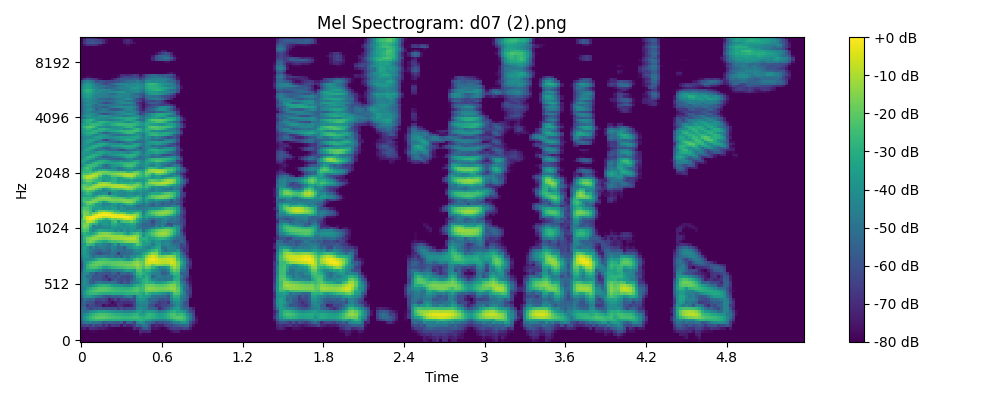 Mel Spectrogram: d07 (2).png
+0 dB
8192
-10 dB
4096
-20 dB
-30 dB
2048
Hz
-40 dB
1024
-50 dB
-60 dB
512
-70 dB
0
-80 dB
0 0.6 1.2 1.8 2.4 3 3.6 4.2 4.8
Time